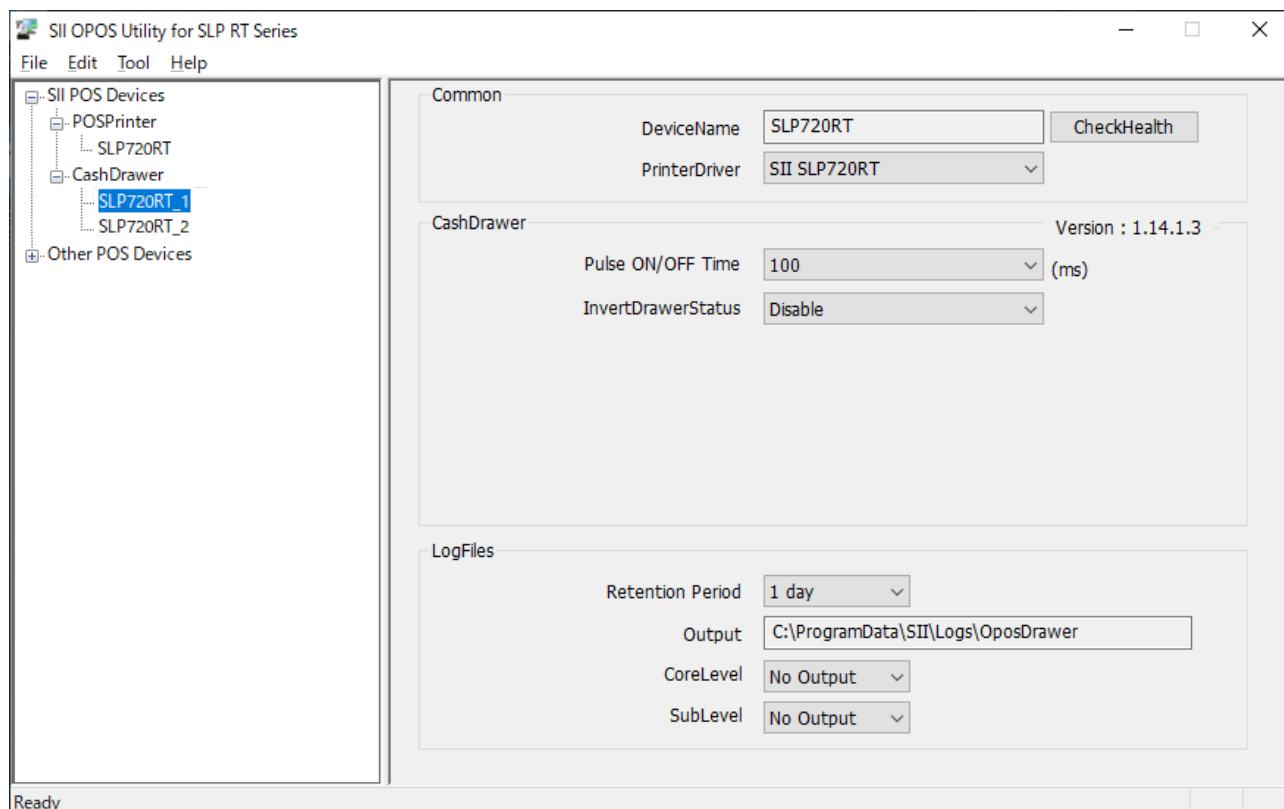 SII OPOS Utility for SLP RT Series
File Edit Tool Help
SII POS Devices
POSPrinter
SLP720RT
CashDrawer
SLP720RT_1
SLP720RT_2
Other POS Devices
Common
DeviceName SLP720RT CheckHealth
PrinterDriver SII SLP720RT
CashDrawer Version : 1.14.1.3
Pulse ON/OFF Time 100 (ms)
InvertDrawerStatus Disable
LogFiles
Retention Period 1 day
Output C:\ProgramData\SII\Logs\OposDrawer
CoreLevel No Output
SubLevel No Output
Ready